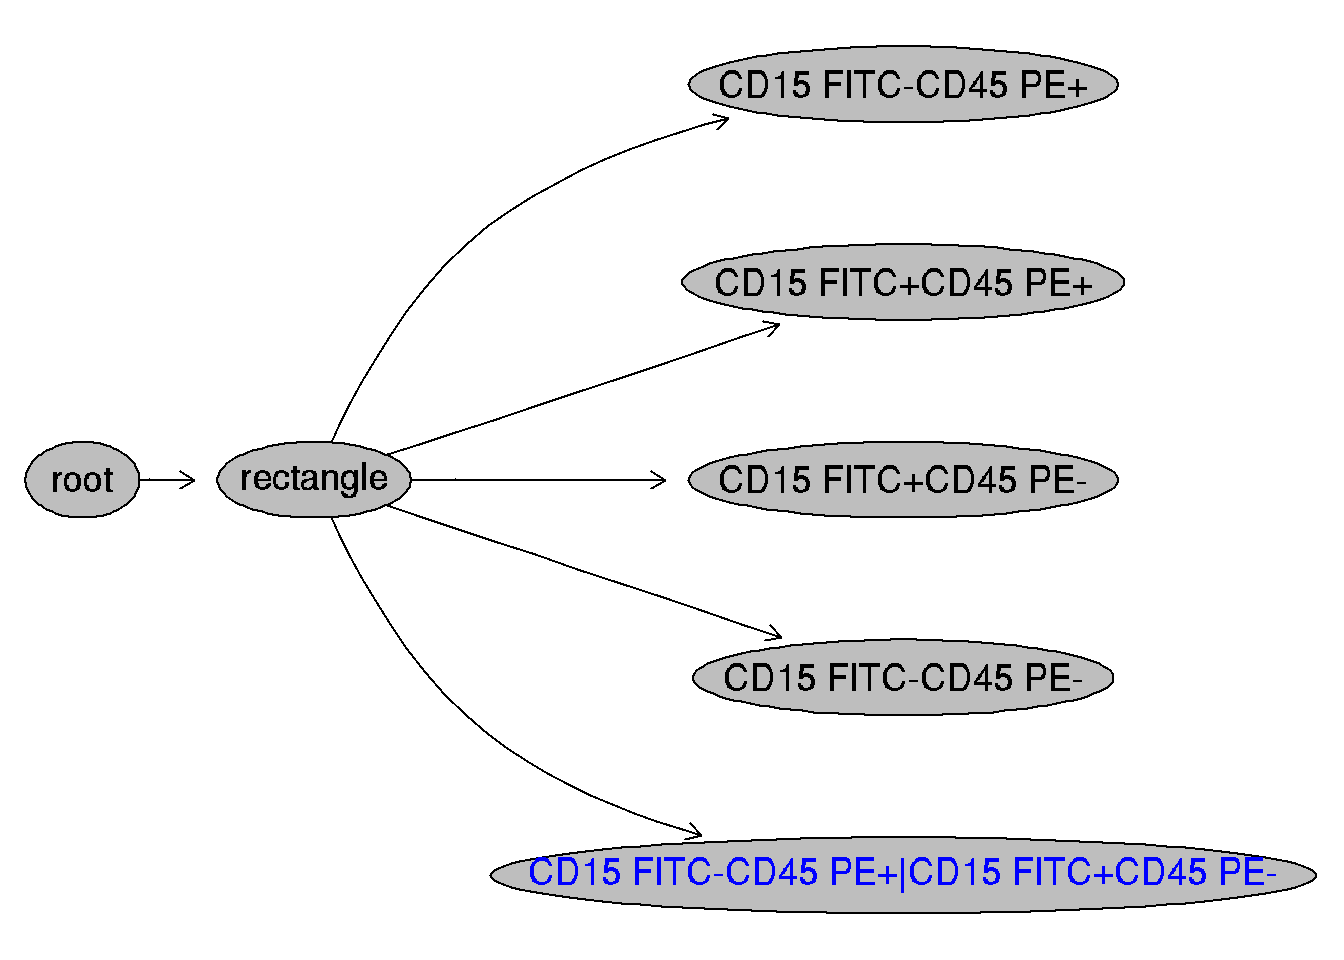 CD15 FITC-CD45 PE+
CD15 FITC+CD45 PE+
root
rectangle
CD15 FITC+CD45 PE-
CD15 FITC-CD45 PE-
CD15 FITC-CD45 PE+|CD15 FITC+CD45 PE-